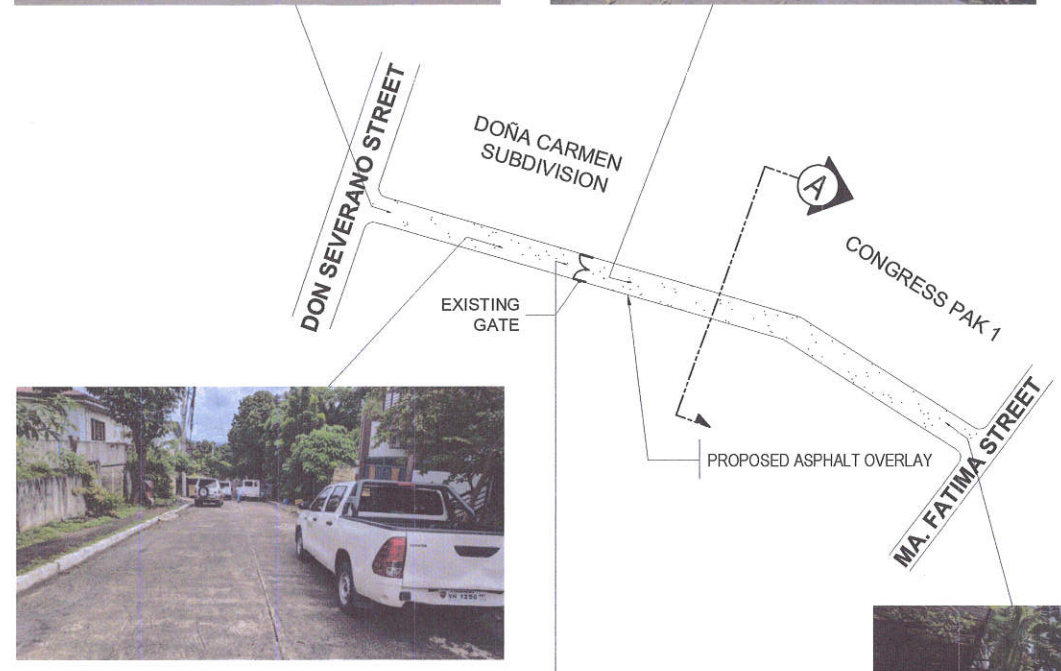 DON SEVERANO STREET
DOÑA CARMEN
SUBDIVISION
A
CONGRESS PAK 1
EXISTING
GATE
PROPOSED ASPHALT OVERLAY
MA. FATIMA STREET